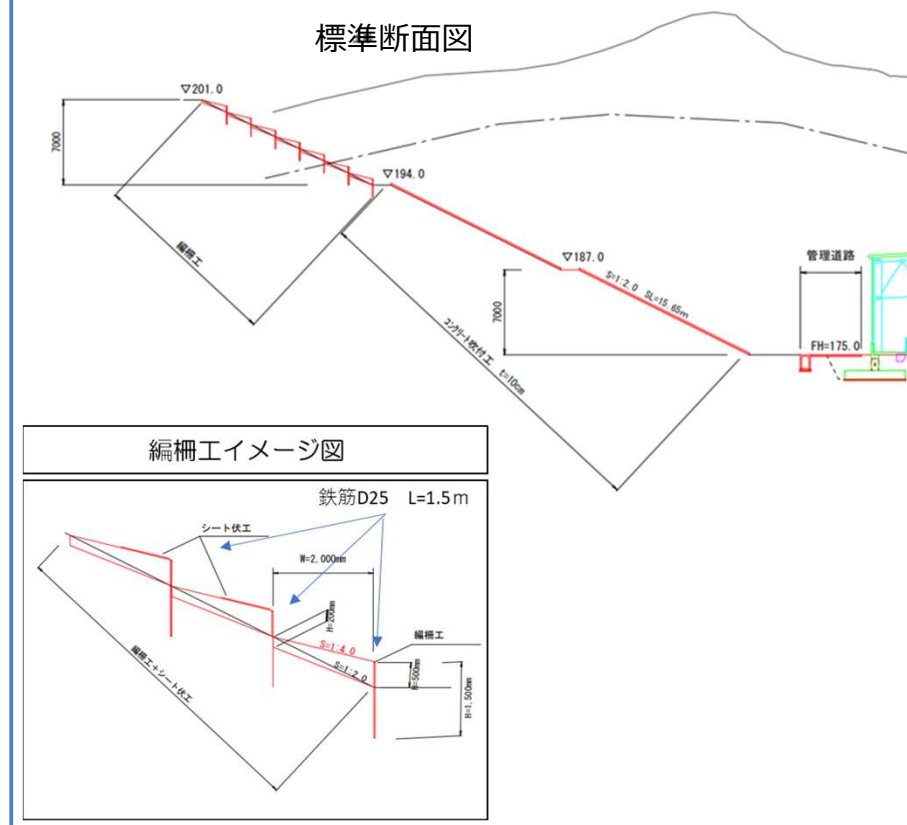 標準断面図
▽201.0
7000
▽194.0
編柵工
▽187.0
管理道路
S=1:2.0 SL=15.65m
7000
FH=175.0
コンクリート吹付工 t=10cm
編柵工イメージ図
鉄筋D25 L=1.5m
シート伏工
W=2,000mm
H=200mm
編柵工
S=1:4.0
S=1:2.0
H=500mm
H=1,500mm
編柵工+シート伏工